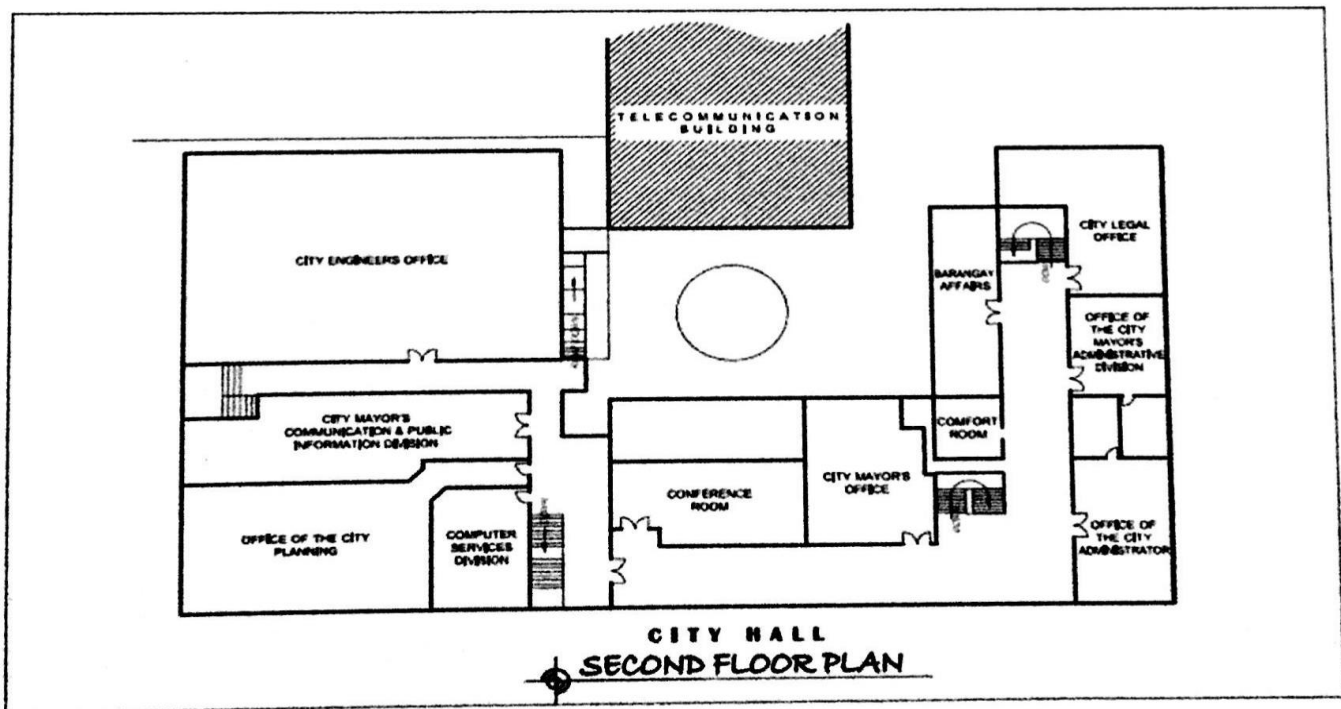 TELECOMMUNICATION
BUILDING
CITY ENGINEERS OFFICE
CITY LEGAL
OFFICE
BARANGAY
AFFAIRS
OFFICE OF
THE CITY
MAYOR'S
ADMINISTRATIVE
DIVISION
CITY MAYOR'S
COMMUNICATION & PUBLIC
INFORMATION DIVISION
COMFORT
ROOM
CITY MAYOR'S
OFFICE
CONFERENCE
ROOM
OFFICE OF THE CITY
PLANNING
COMPUTER
SERVICES
DIVISION
OFFICE OF
THE CITY
ADMINISTRATOR
CITY HALL
SECOND FLOOR PLAN